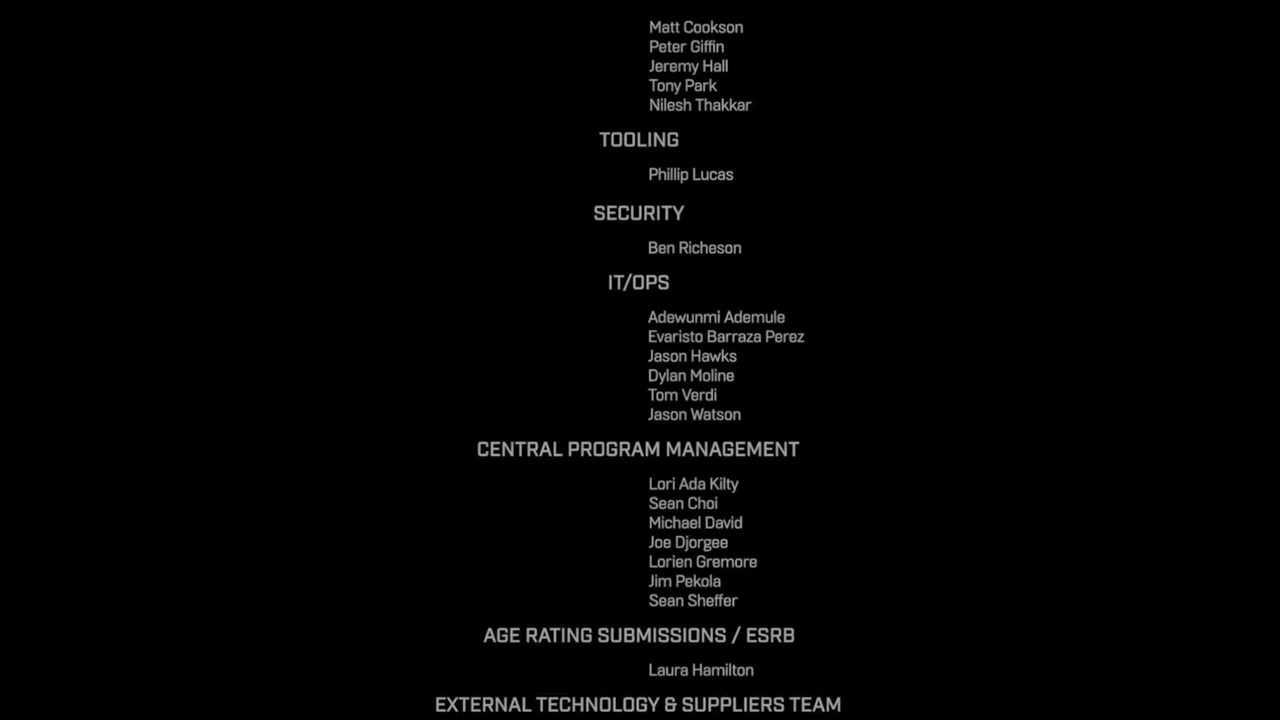 Matt Cookson
Peter Giffin
Jeremy Hall
Tony Park
Nilesh Thakkar
TOOLING
Phillip Lucas
SECURITY
Ben Richeson
IT/OPS
Adewunmi Ademule
Evaristo Barraza Perez
Jason Hawks
Dylan Moline
Tom Verdi
Jason Watson
CENTRAL PROGRAM MANAGEMENT
Lori Ada Kilty
Sean Choi
Michael David
Joe Djorgee
Lorien Gremore
Jim Pekola
Sean Sheffer
AGE RATING SUBMISSIONS / ESRB
Laura Hamilton
EXTERNAL TECHNOLOGY & SUPPLIERS TEAM